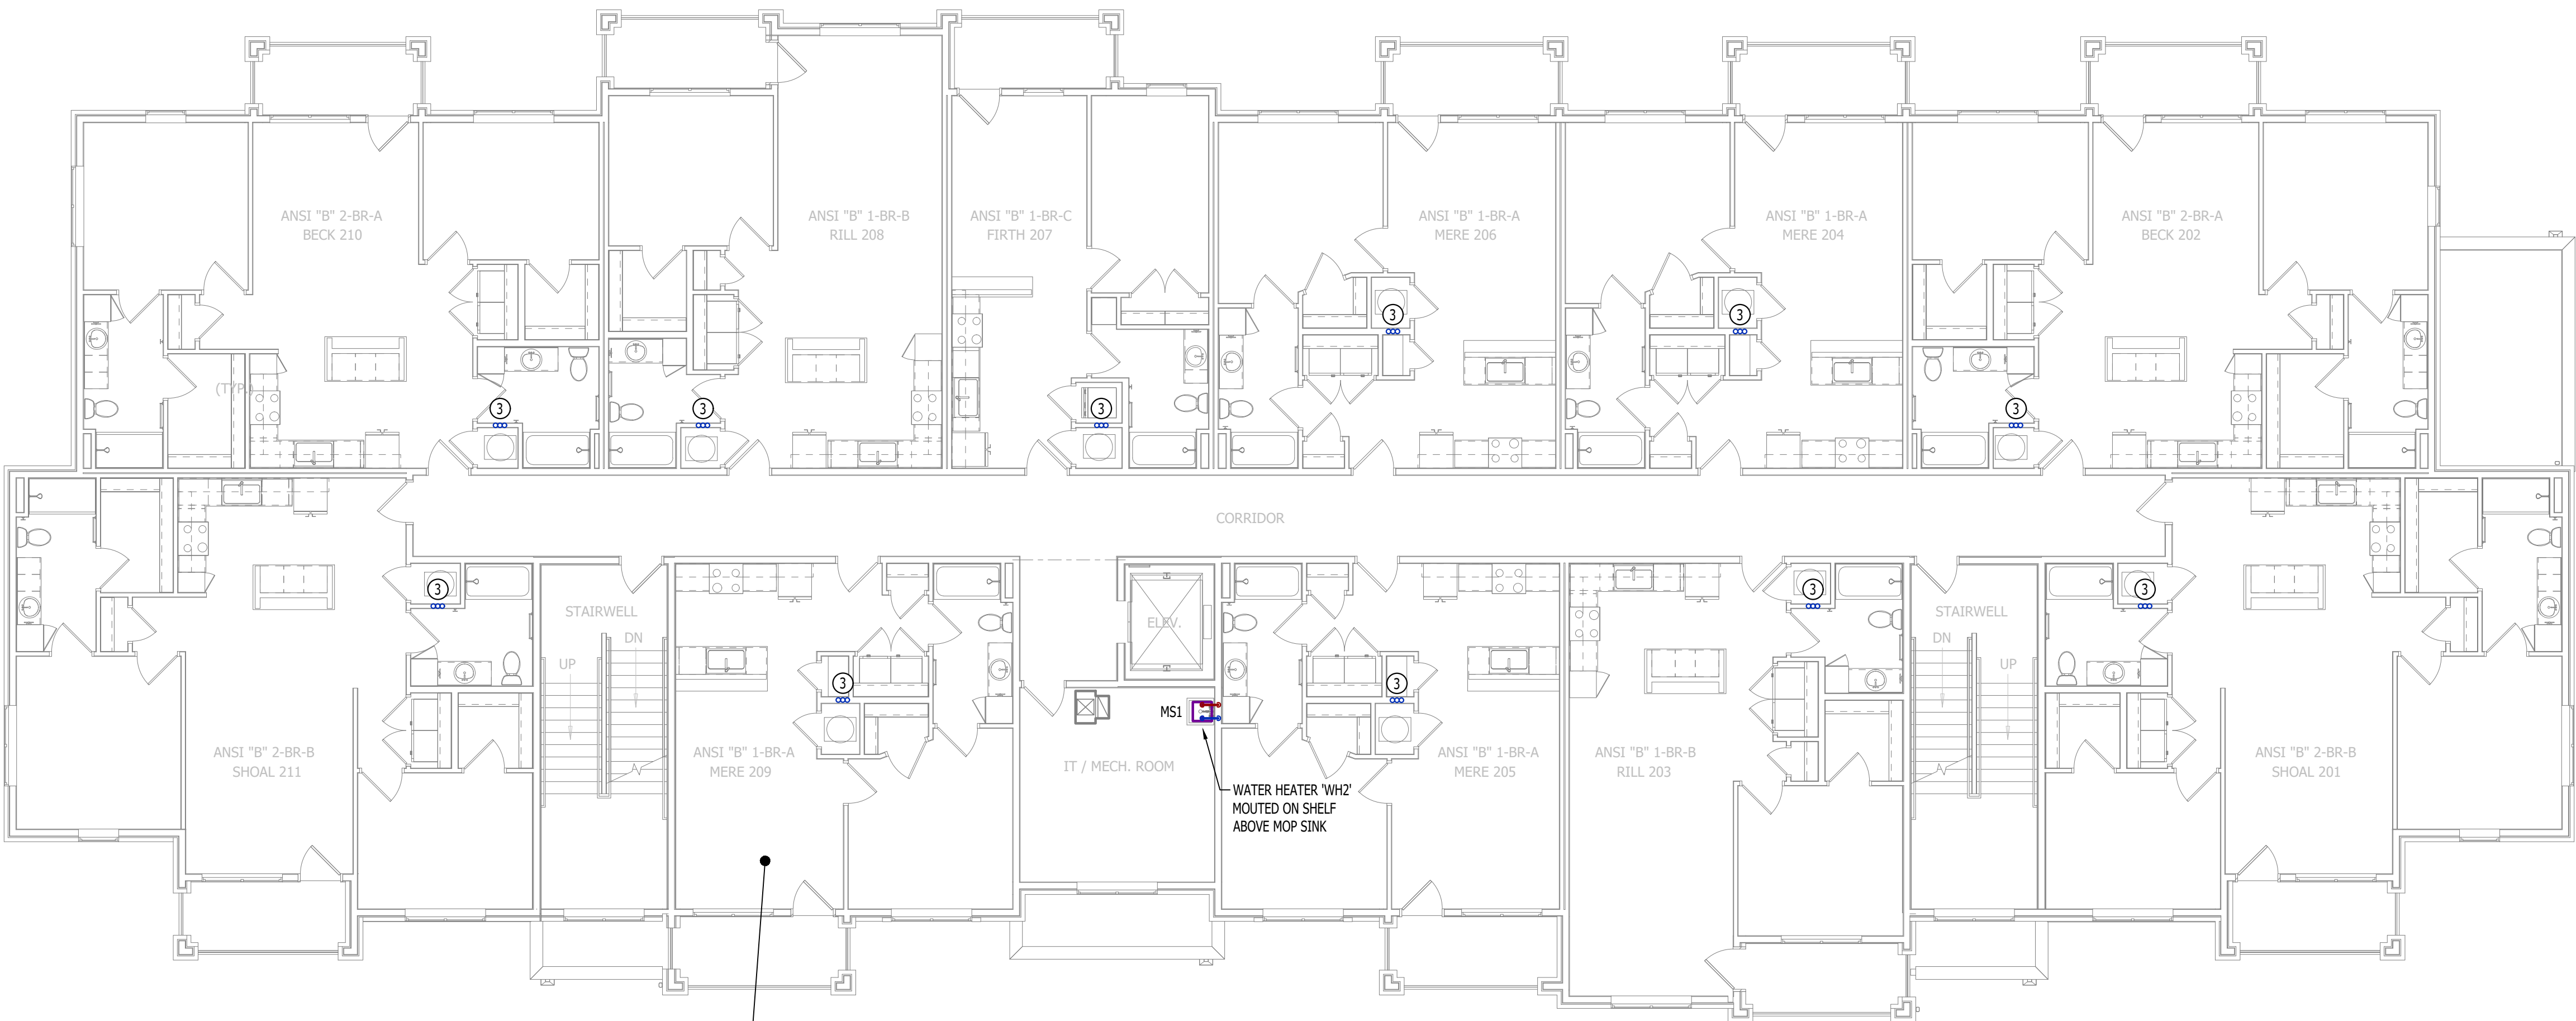 ANSI "B" 2-BR-A
BECK 210
ANSI "B" 1-BR-B
RILL 208
ANSI "B" 1-BR-C
FIRTH 207
ANSI "B" 1-BR-A
MERE 206
ANSI "B" 1-BR-A
MERE 204
ANSI "B" 2-BR-A
BECK 202
3
3
(TYP.)
3
3
3
3
CORRIDOR
3
STAIRWELL
DN
UP
ELEV.
3
3
STAIRWELL
DN
UP
3
3
MS1
ANSI "B" 2-BR-B
SHOAL 211
ANSI "B" 1-BR-A
MERE 209
IT / MECH. ROOM
ANSI "B" 1-BR-A
MERE 205
ANSI "B" 1-BR-B
RILL 203
ANSI "B" 2-BR-B
SHOAL 201
WATER HEATER 'WH2'
MOUTED ON SHELF
ABOVE MOP SINK